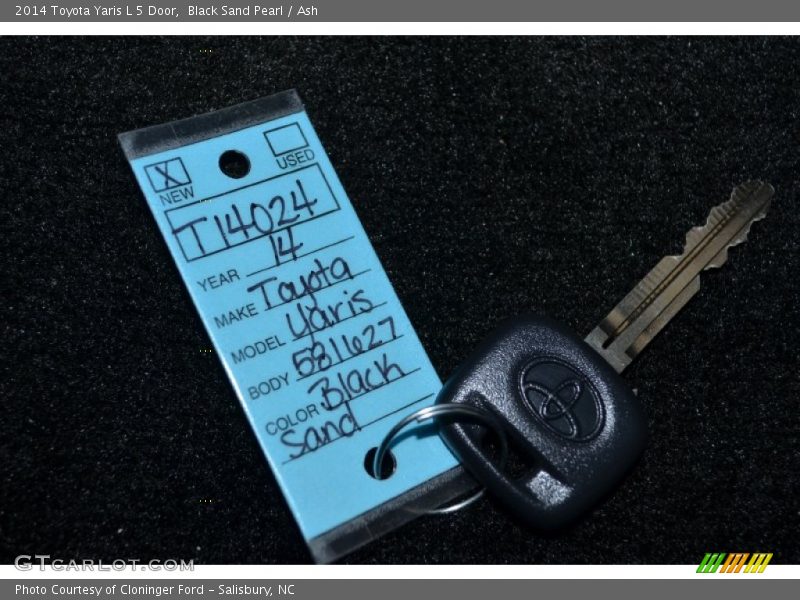 2014 Toyota Yaris L 5 Door,  Black Sand Pearl / Ash
X
NEW
USED
T14024
YEAR 14
MAKE Toyota
MODEL Yaris
BODY 581627
COLOR Black
Sand
GTCARLOT.COM
Photo Courtesy of Cloninger Ford - Salisbury, NC